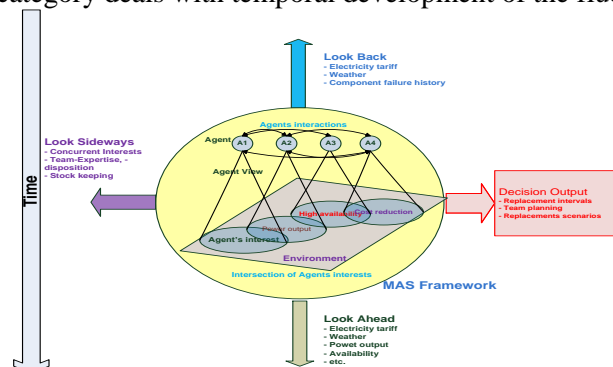 category deals with temporal development of the
Look Back
- Electricity tariff
- Weather
- Component failure history
Agents interactions
Agent
A1
A2
A3
A4
Look Sideways
- Concurrent Interests
- Team-Expertise, -
disposition
- Stock keeping
Time
Agent View
Decision Output
- Replacement intervals
- Team planning
- Replacements scenarios
High availability
Cost reduction
Power output
Agent's interest
Environment
Intersection of Agents interests
MAS Framework
Look Ahead
- Electricity tariff
- Weather
- Powet output
- Availability
- etc.